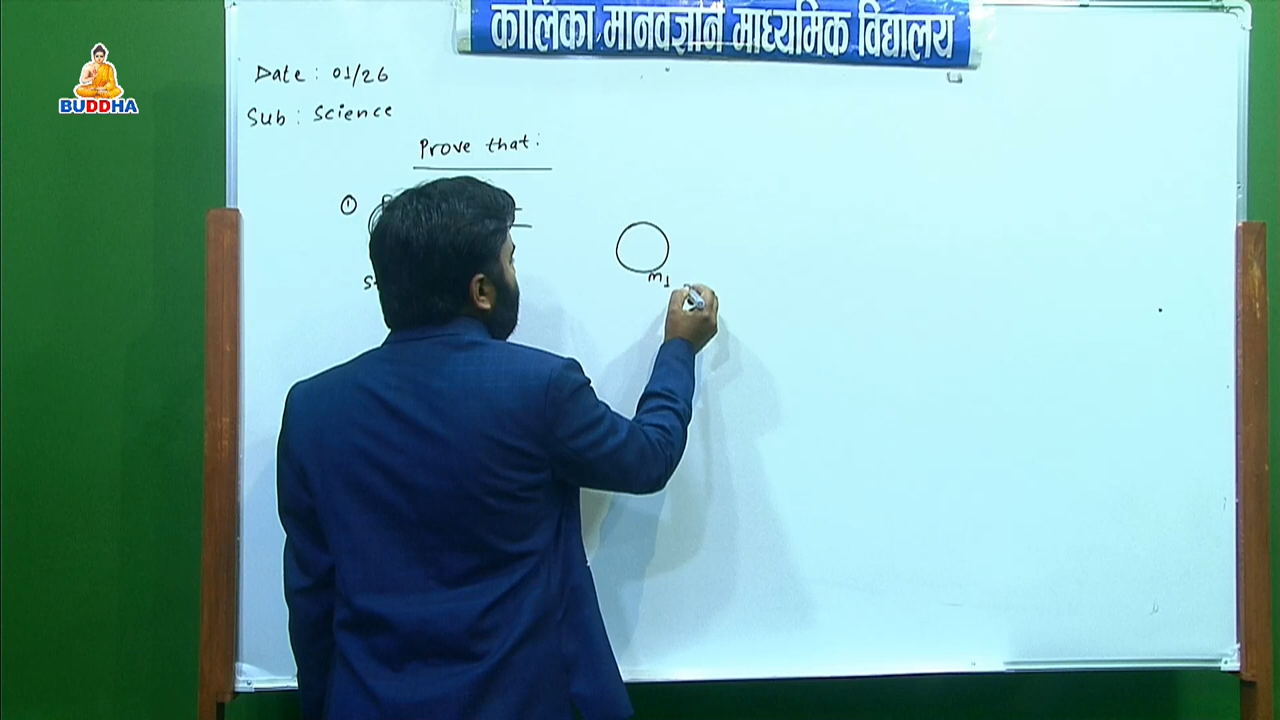 कालिका मानवज्ञान माध्यमिक विद्यालय
BUDDHA
Date : 01/26
Sub : Science
Prove that :
①
m1